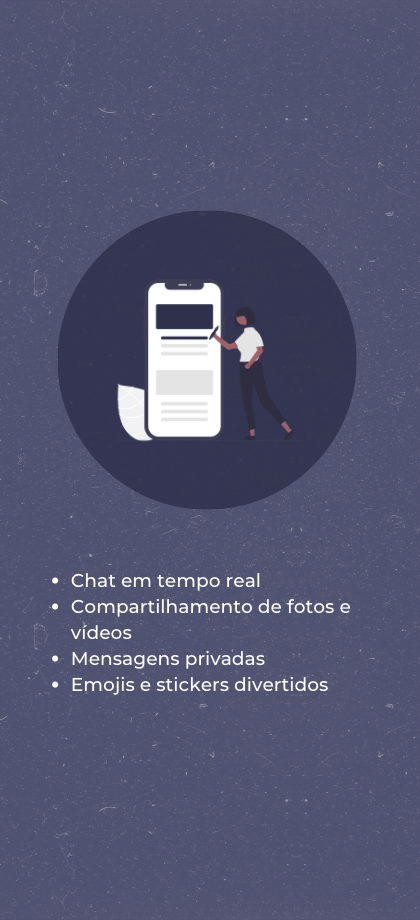 • Chat em tempo real
• Compartilhamento de fotos e
vídeos
• Mensagens privadas
• Emojis e stickers divertidos